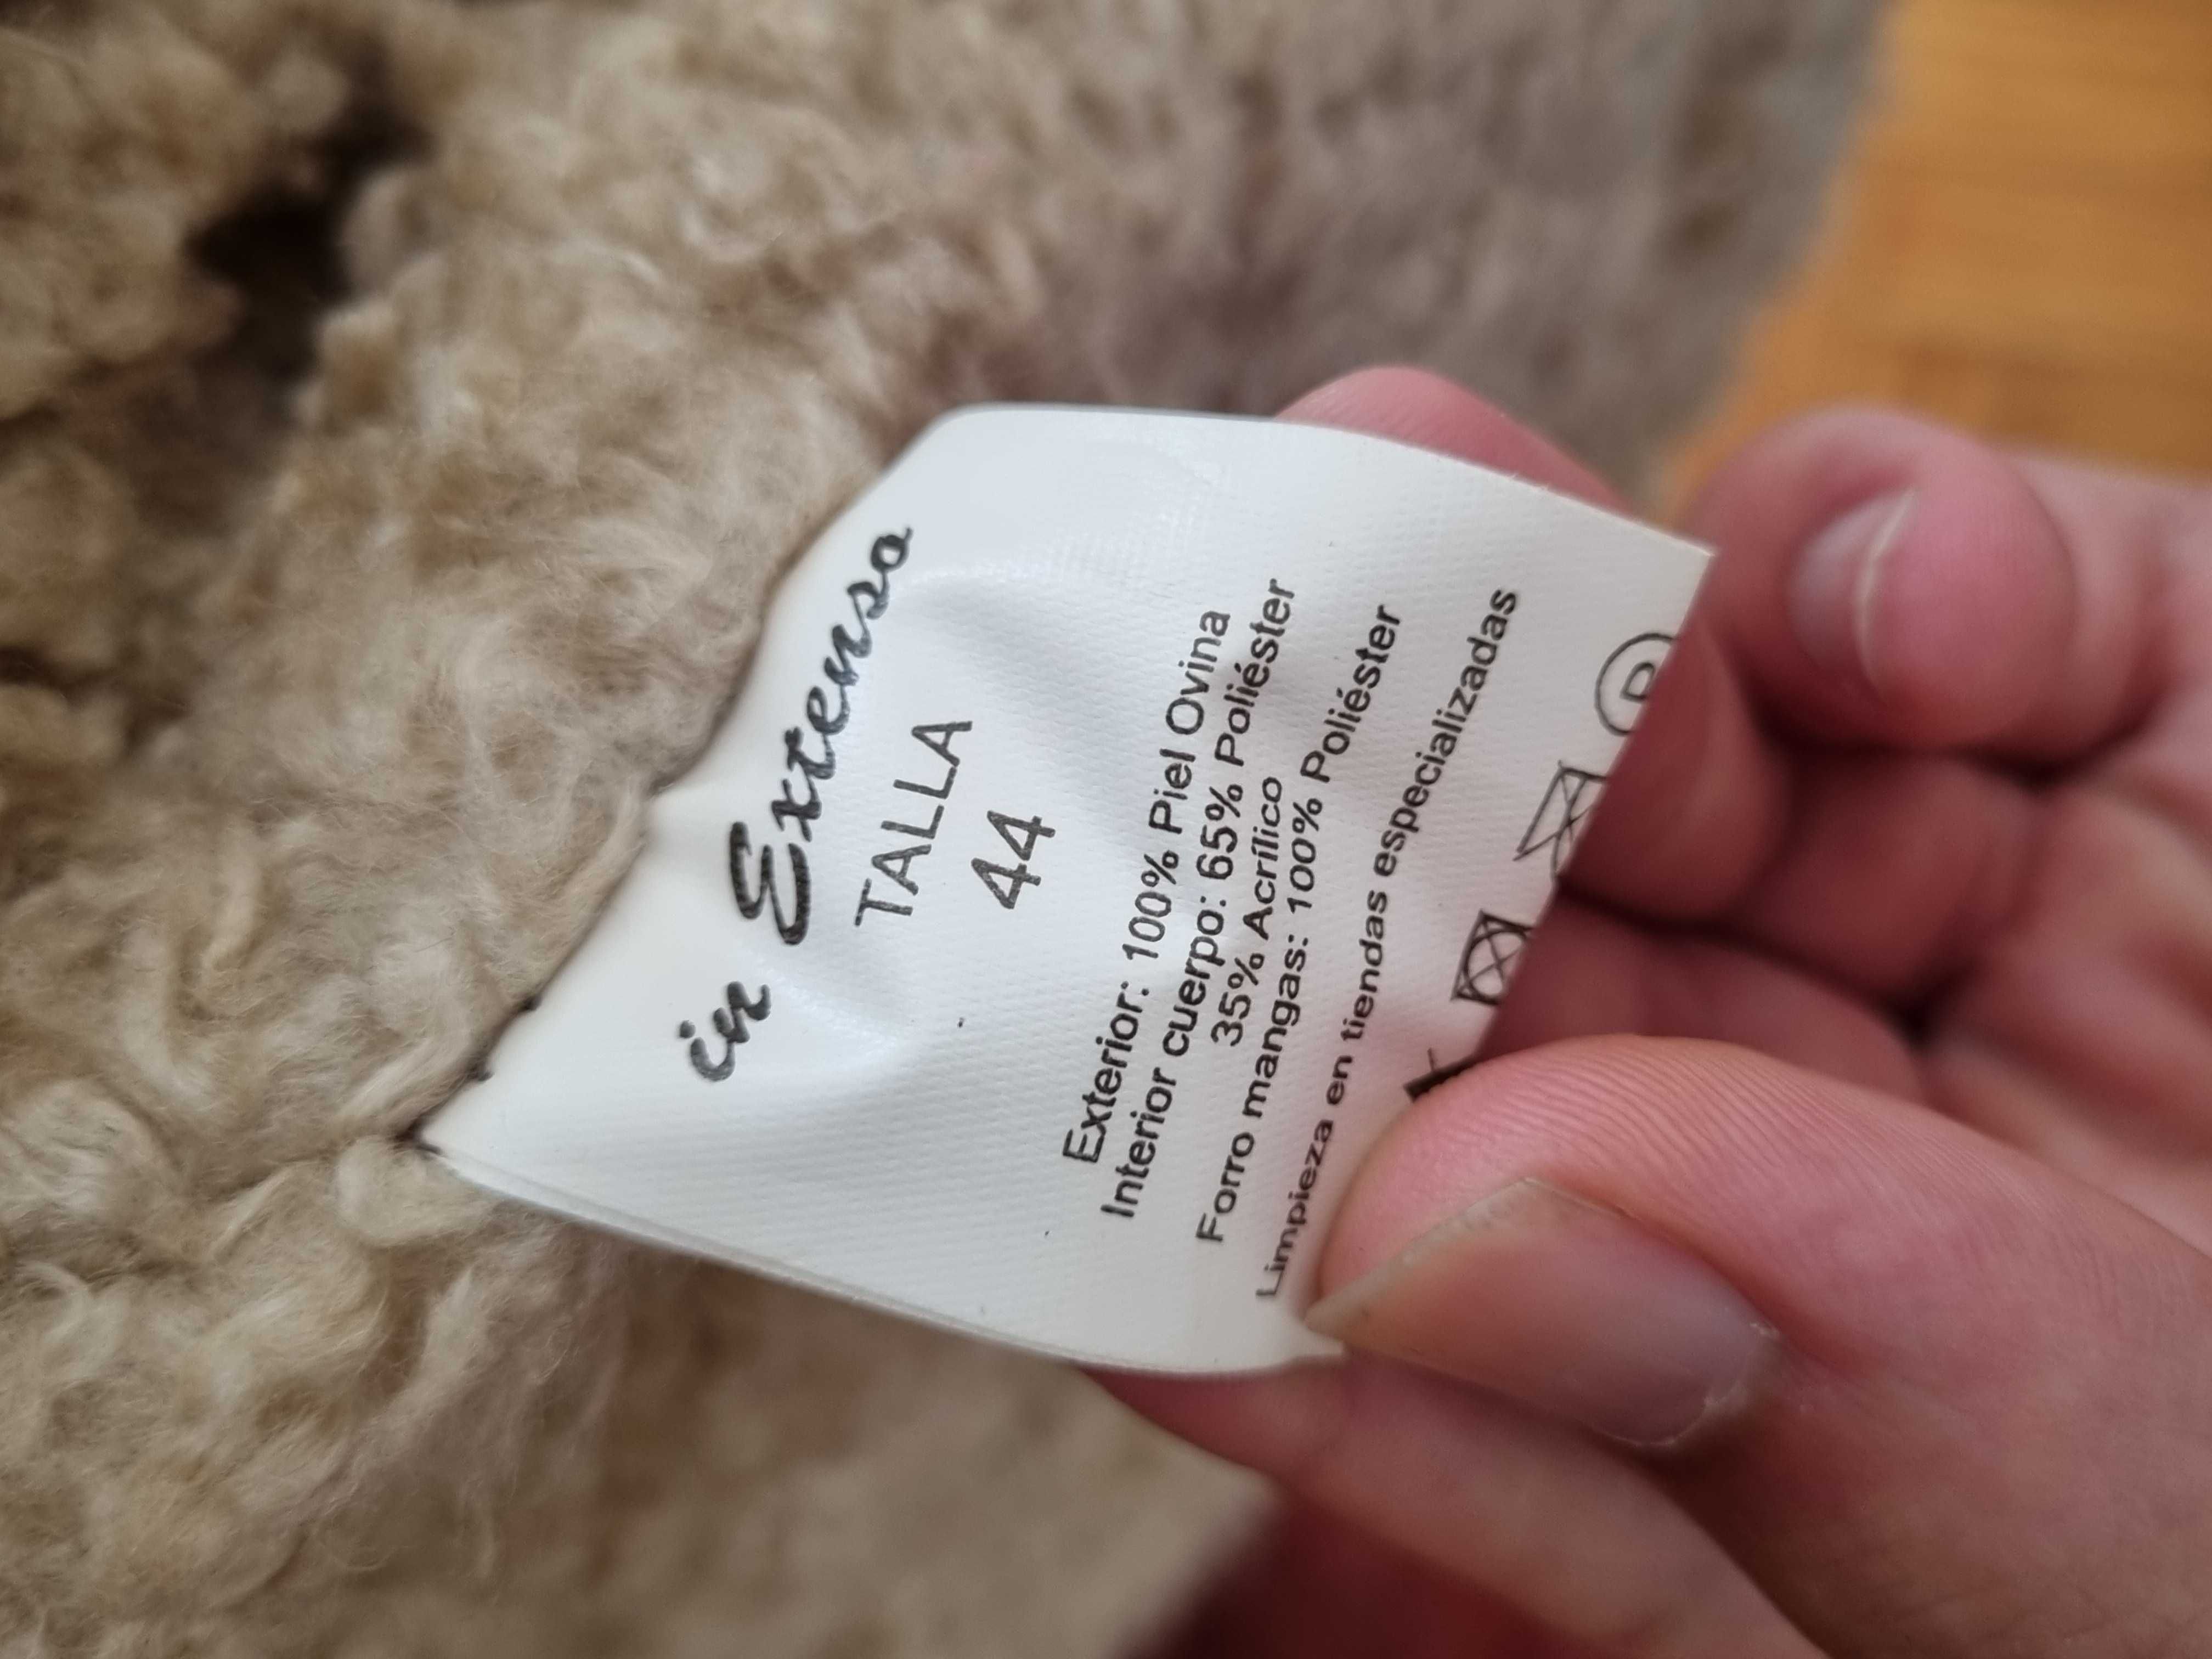 in Extenso
TALLA
44
Exterior: 100% Piel Ovina
Interior cuerpo: 65% Poliéster
35% Acrílico
Forro mangas: 100% Poliéster
Limpieza en tiendas especializadas
P